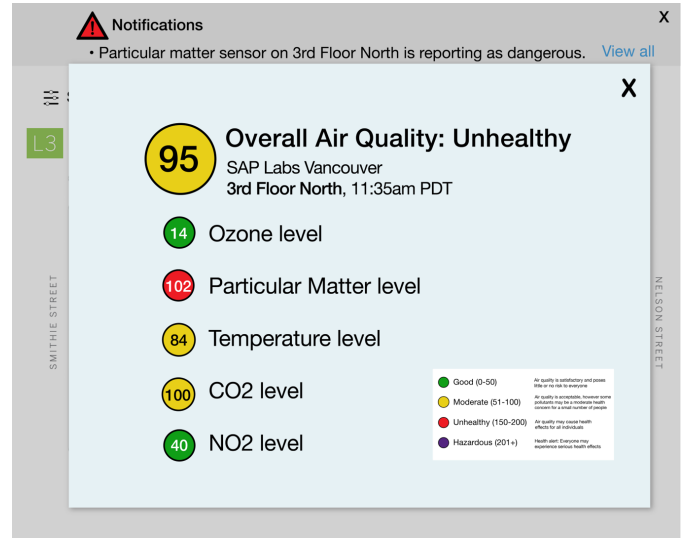 Notifications
X
• Particular matter sensor on 3rd Floor North is reporting as dangerous. View all
X
L3
95
Overall Air Quality: Unhealthy
SAP Labs Vancouver
3rd Floor North, 11:35am PDT
14 Ozone level
102 Particular Matter level
84 Temperature level
100 CO2 level
40 NO2 level
Good (0-50)
Air quality is satisfactory and poses
little or no risk to everyone
Moderate (51-100)
Air quality is acceptable, however some
pollutants may be a moderate health
concern for a small number of people
Unhealthy (150-200)
Air quality may cause health
effects for all individuals
Hazardous (201+)
Health alert: Everyone may
experience serious health effects
SMITHIE STREET
NELSON STREET